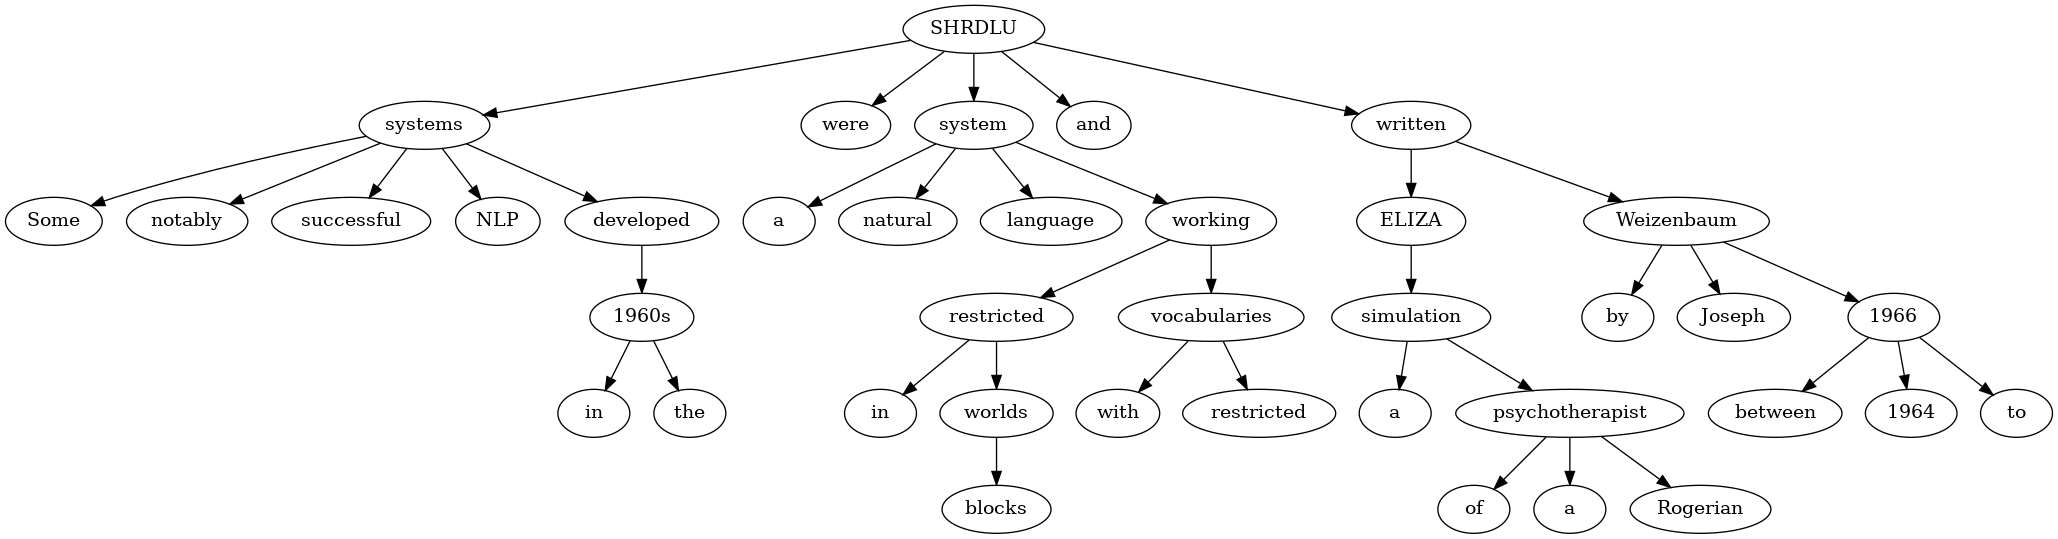 SHRDLU
systems were system and written
Some notably successful NLP developed a natural language working ELIZA Weizenbaum
1960s restricted vocabularies simulation by Joseph 1966
in the in worlds with restricted a psychotherapist between 1964 to
blocks of a Rogerian